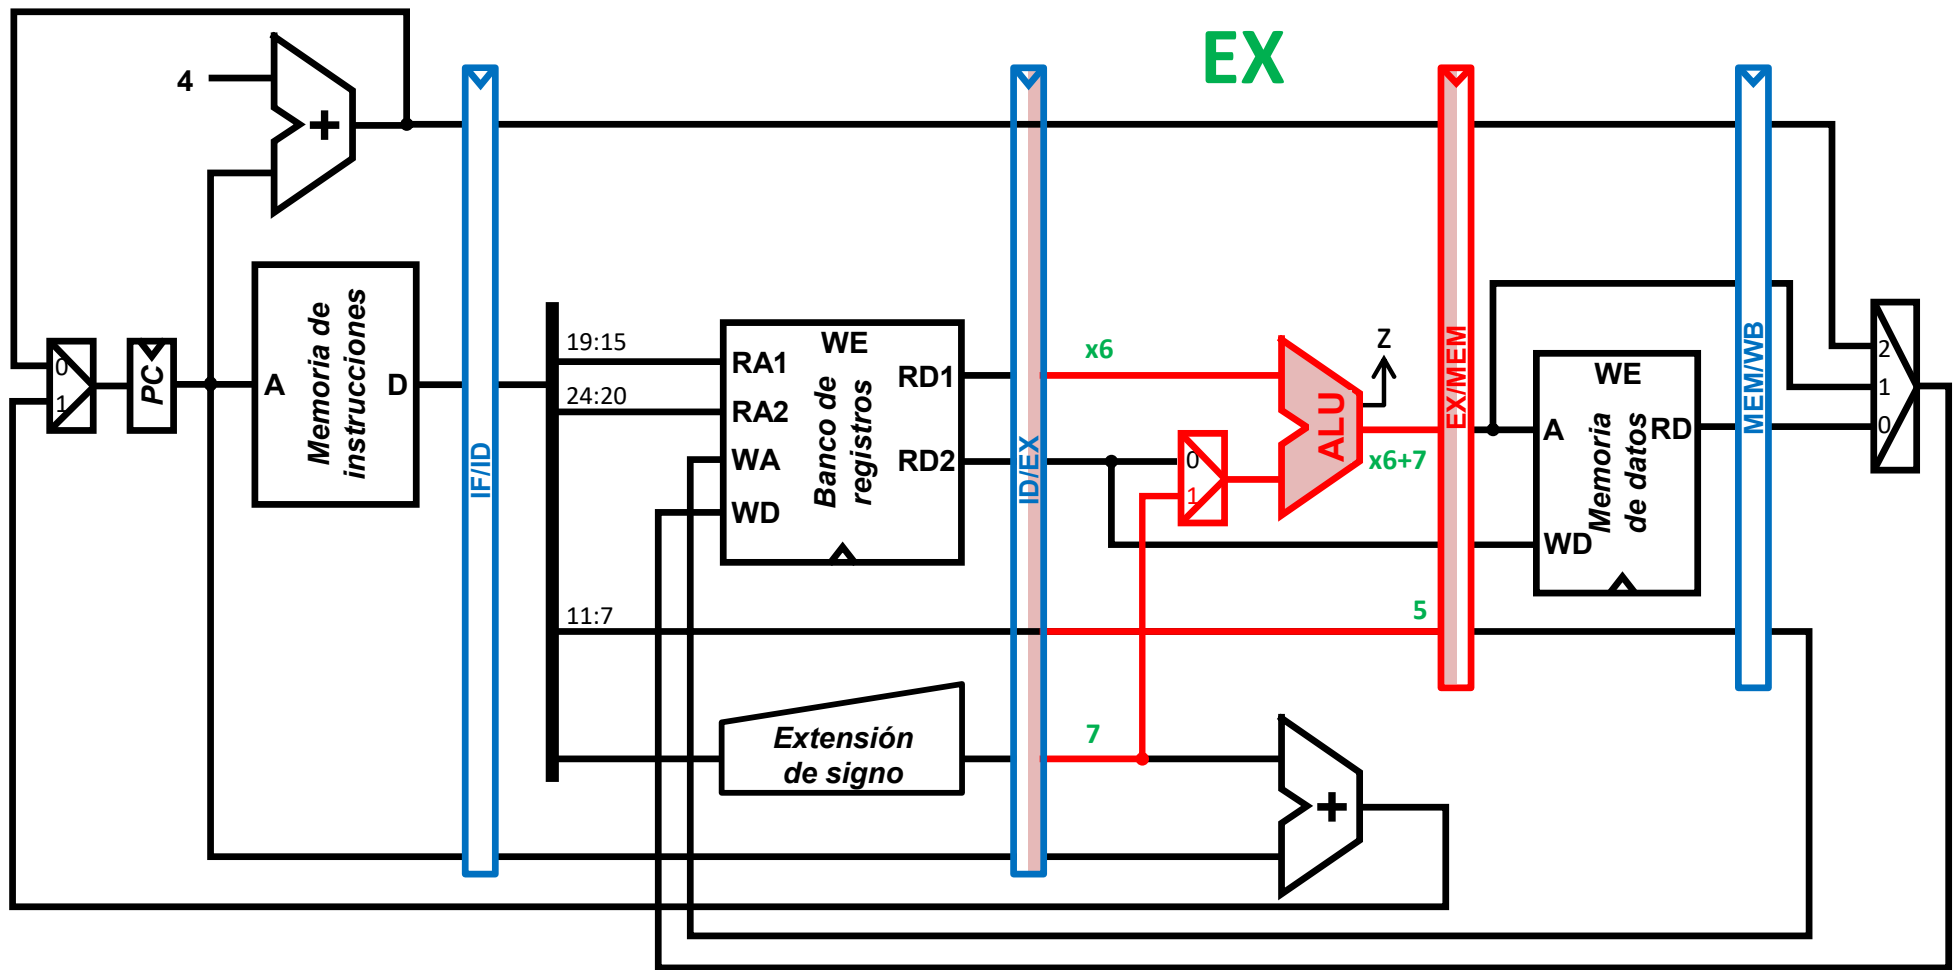 EX
4
+
IF/ID
ID/EX
EX/MEM
MEM/WB
0
1
PC
A
D
Memoria de
instrucciones
19:15
24:20
11:7
RA1
RA2
WA
WD
WE
RD1
RD2
Banco de
registros
x6
0
1
ALU
Z
x6+7
5
7
A
WD
WE
RD
Memoria
de datos
2
1
0
Extensión
de signo
+